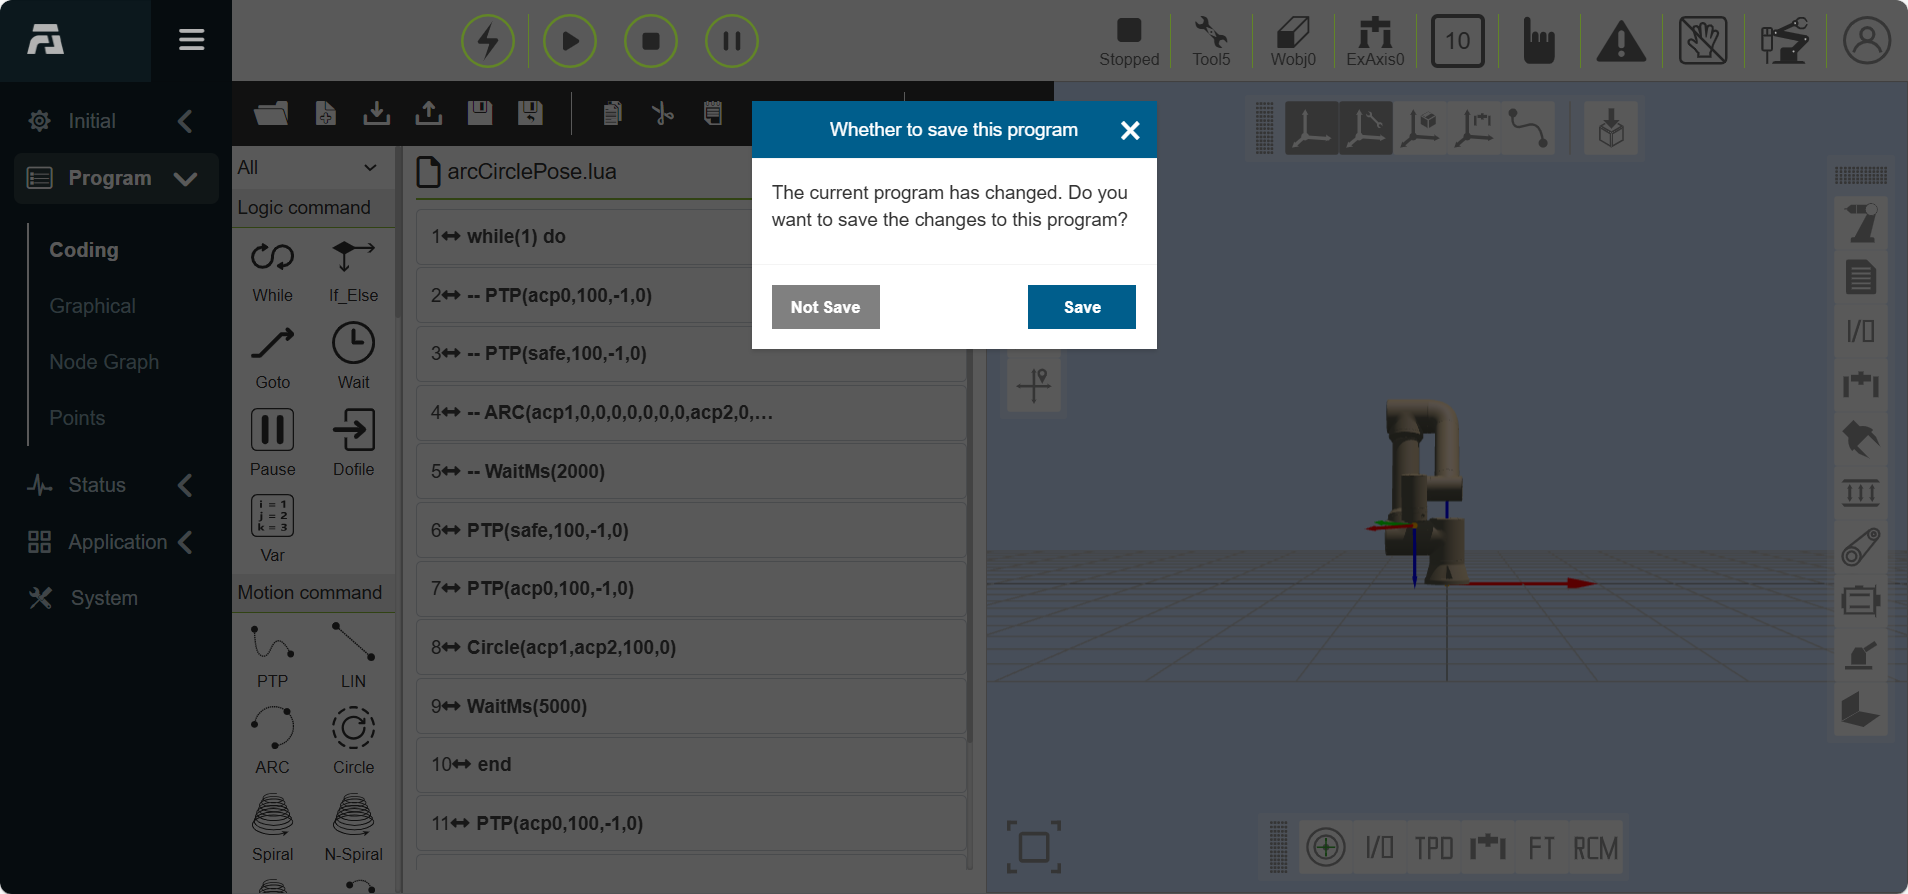 Stopped
Tool5
Wobj0
ExAxis0
10
Initial
Program
Coding
Graphical
Node Graph
Points
Status
Application
System
All
Logic command
While
If_Else
Goto
Wait
Pause
Dofile
i = 1
j = 2
k = 3
Var
Motion command
PTP
LIN
ARC
Circle
Spiral
N-Spiral
arcCirclePose.lua
1 while(1) do
2 -- PTP(acp0,100,-1,0)
3 -- PTP(safe,100,-1,0)
4 -- ARC(acp1,0,0,0,0,0,0,0,acp2,0,…
5 -- WaitMs(2000)
6 PTP(safe,100,-1,0)
7 PTP(acp0,100,-1,0)
8 Circle(acp1,acp2,100,0)
9 WaitMs(5000)
10 end
11 PTP(acp0,100,-1,0)
Whether to save this program
The current program has changed. Do you
want to save the changes to this program?
Not Save
Save
I/O
I/O
TPD
FT
RCM